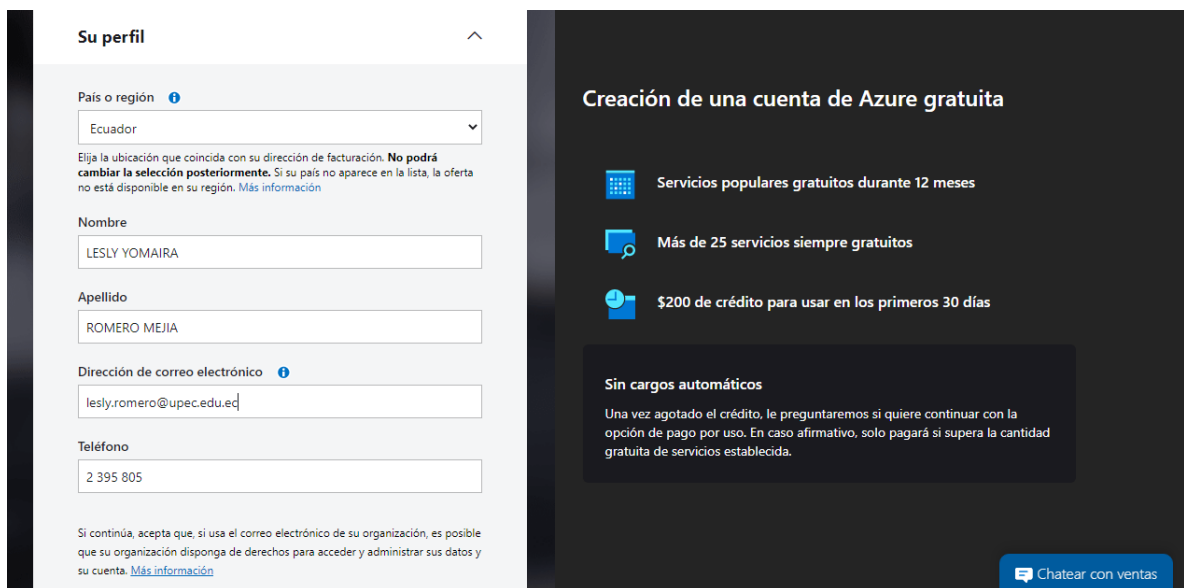 Su perfil
País o región
Ecuador
Elija la ubicación que coincida con su dirección de facturación. No podrá
cambiar la selección posteriormente. Si su país no aparece en la lista, la oferta
no está disponible en su región. Más información
Nombre
LESLY YOMAIRA
Apellido
ROMERO MEJIA
Dirección de correo electrónico
lesly.romero@upec.edu.ec
Teléfono
2 395 805
Si continúa, acepta que, si usa el correo electrónico de su organización, es posible
que su organización disponga de derechos para acceder y administrar sus datos y
su cuenta. Más información
Creación de una cuenta de Azure gratuita
Servicios populares gratuitos durante 12 meses
Más de 25 servicios siempre gratuitos
$200 de crédito para usar en los primeros 30 días
Sin cargos automáticos
Una vez agotado el crédito, le preguntaremos si quiere continuar con la
opción de pago por uso. En caso afirmativo, solo pagará si supera la cantidad
gratuita de servicios establecida.
Chatear con ventas